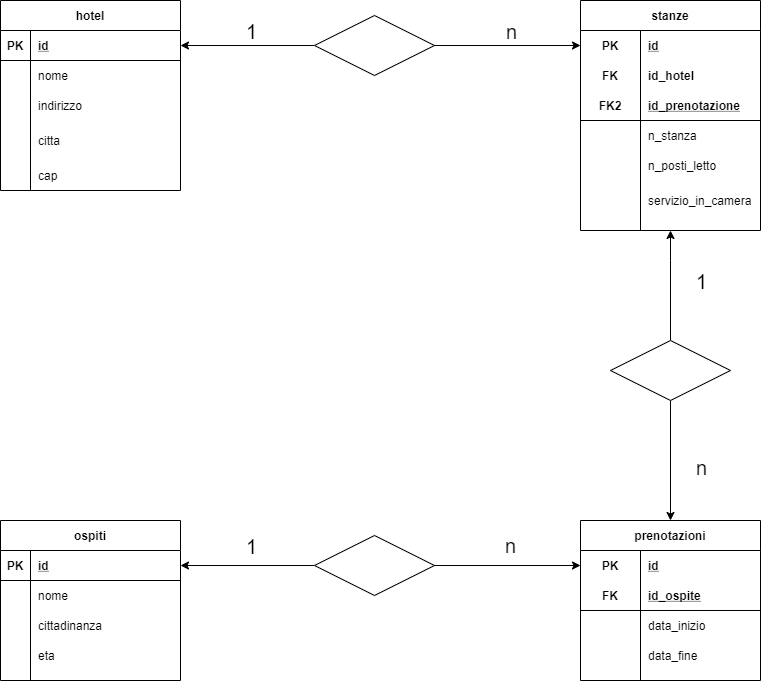 hotel
PK id
nome
indirizzo
citta
cap
1
n
stanze
PK id
FK id_hotel
FK2 id_prenotazione
n_stanza
n_posti_letto
servizio_in_camera
1
n
ospiti
PK id
nome
cittadinanza
eta
1
n
prenotazioni
PK id
FK id_ospite
data_inizio
data_fine